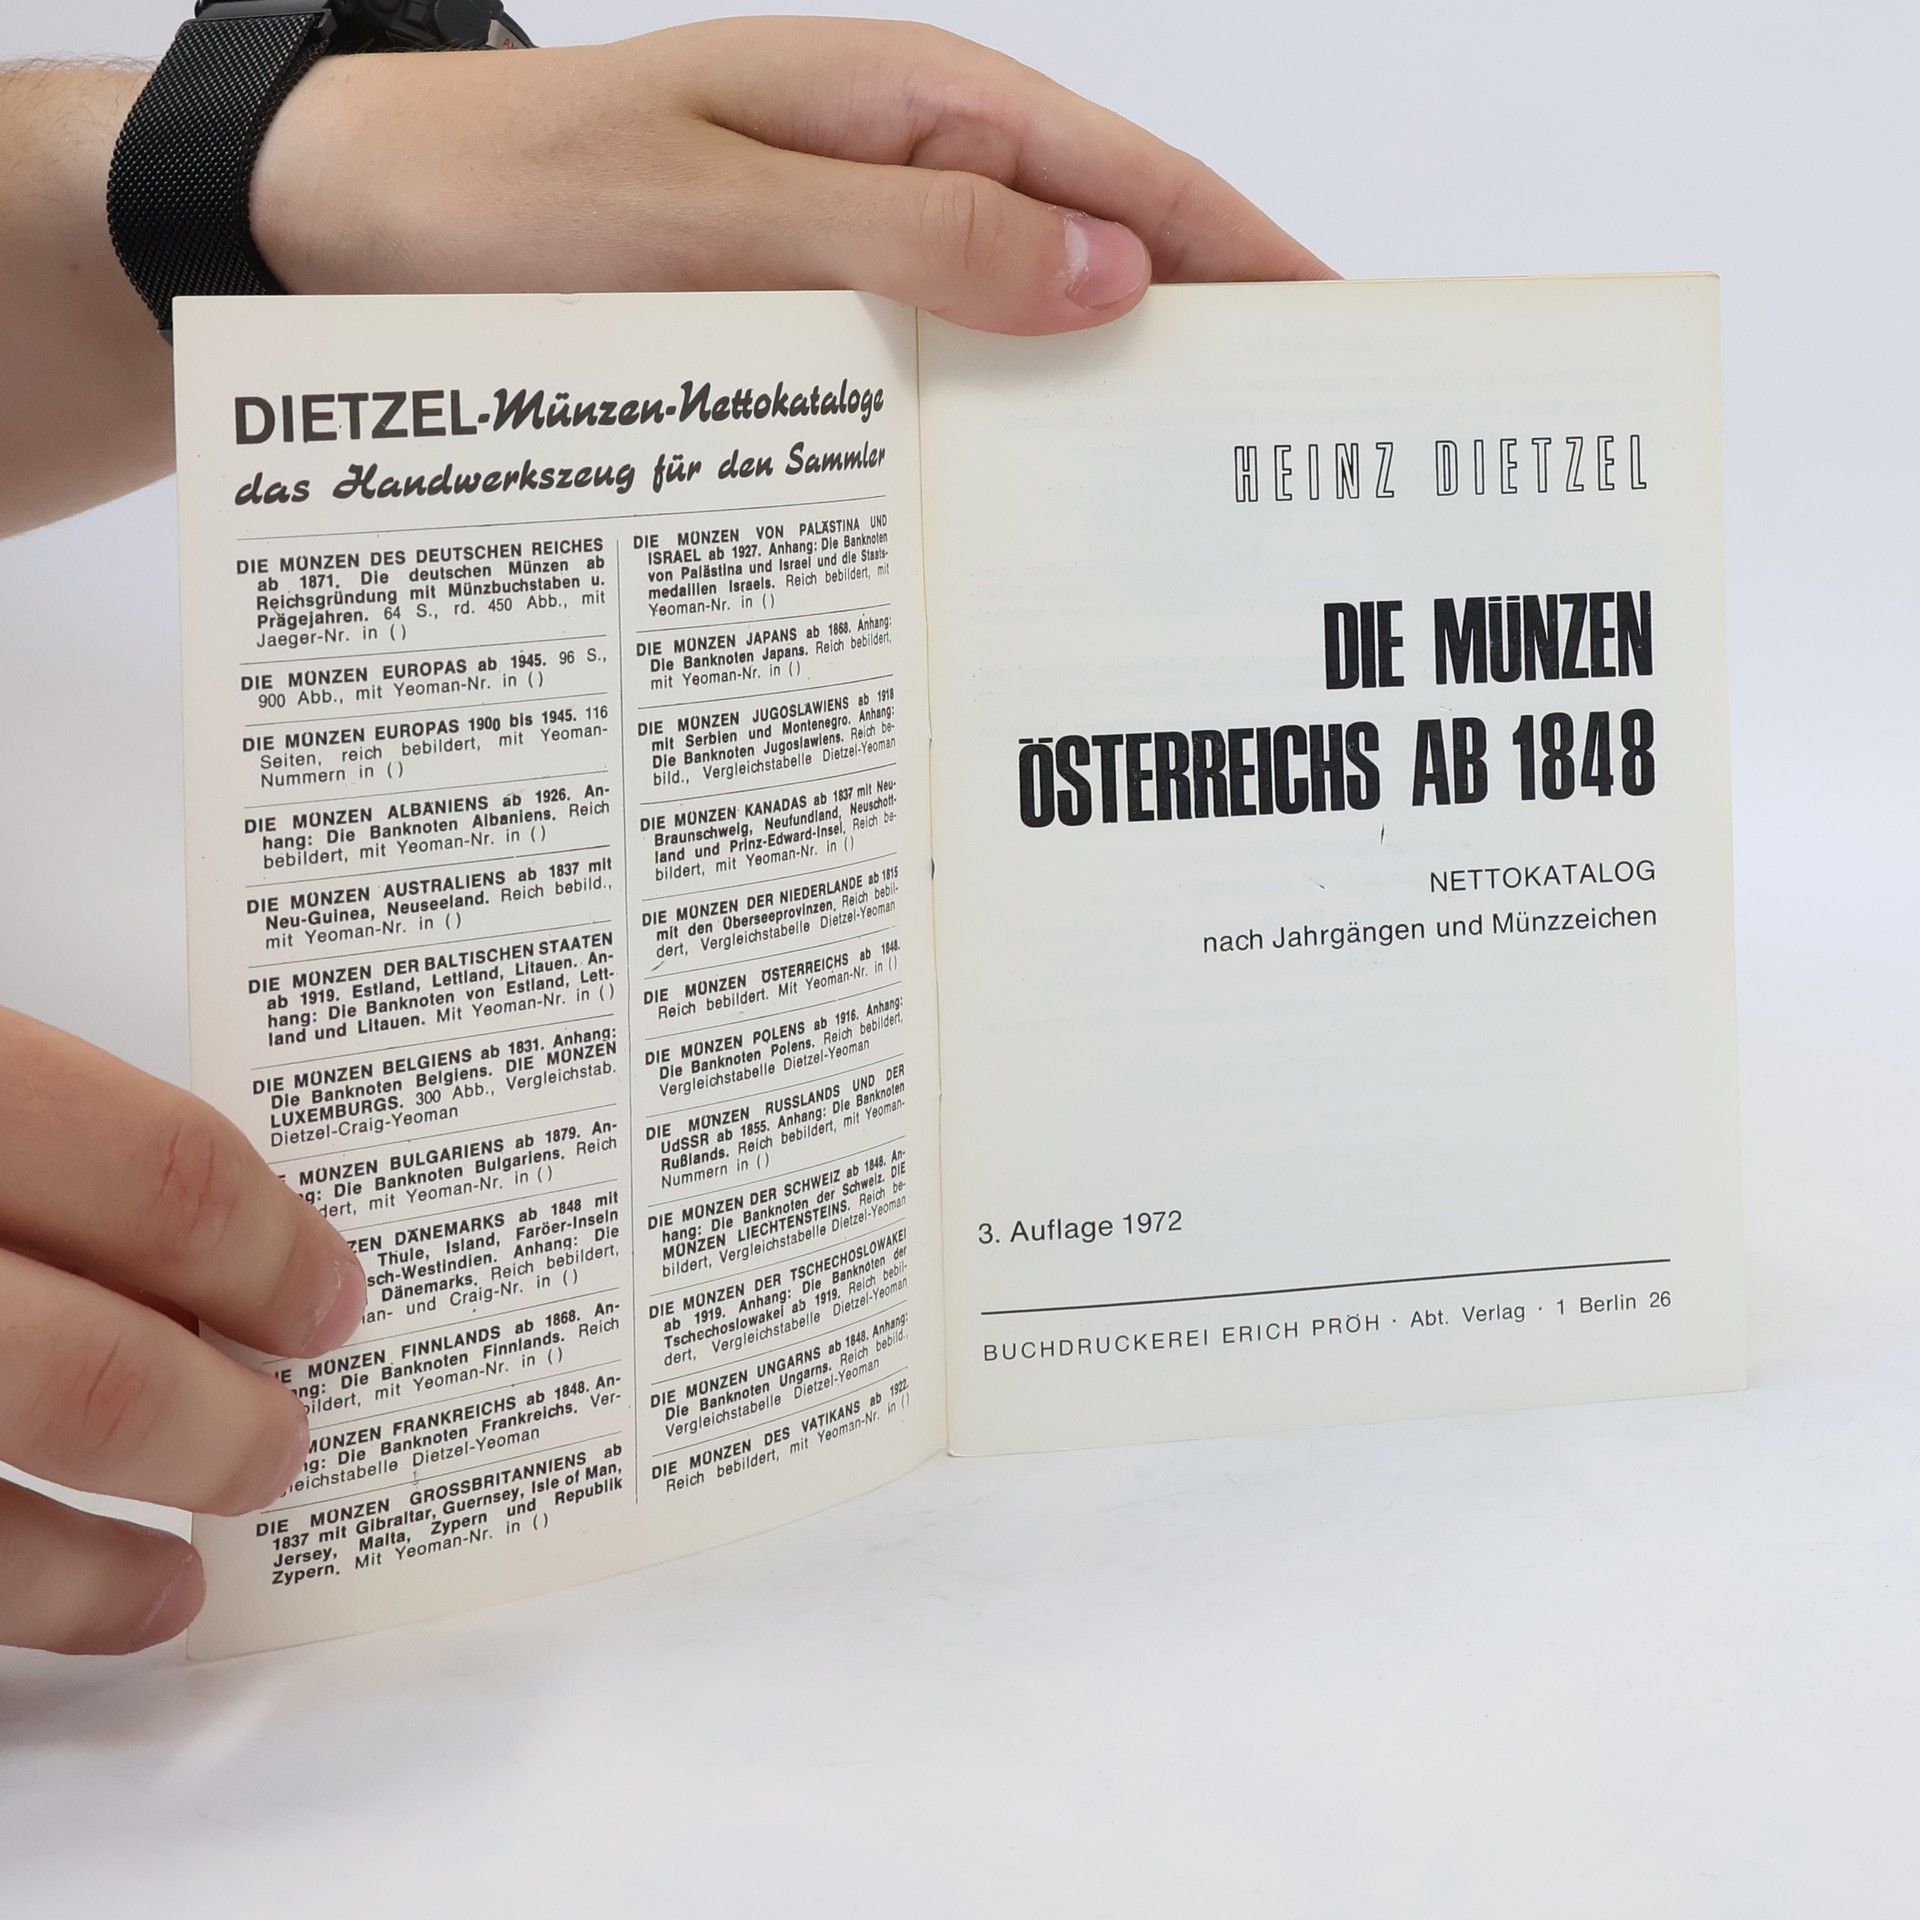 DIETZEL-Münzen-Nettokataloge
das Handwerkszeug für den Sammler
DIE MÜNZEN DES DEUTSCHEN REICHES
ab 1871. Die deutschen Münzen ab
Reichsgründung mit Münzbuchstaben u.
Prägejahren. 64 S., rd. 450 Abb., mit
Jaeger-Nr. in ( )
DIE MÜNZEN EUROPAS ab 1945. 96 S.,
900 Abb., mit Yeoman-Nr. in ( )
DIE MÜNZEN EUROPAS 1900 bis 1945. 116
Seiten, reich bebildert, mit Yeoman-
Nummern in ( )
DIE MÜNZEN ALBANIENS ab 1926. An-
hang: Die Banknoten Albaniens. Reich
bebildert, mit Yeoman-Nr. in ( )
DIE MÜNZEN AUSTRALIENS ab 1837 mit
Neu-Guinea, Neuseeland. Reich bebild.,
mit Yeoman-Nr. in ( )
DIE MÜNZEN DER BALTISCHEN STAATEN
ab 1919. Estland, Lettland, Litauen. An-
hang: Die Banknoten von Estland, Lett-
land und Litauen. Mit Yeoman-Nr. in ( )
DIE MÜNZEN BELGIENS ab 1831. Anhang:
Die Banknoten Belgiens. DIE MÜNZEN
LUXEMBURGS. 300 Abb., Vergleichstab.
Dietzel-Craig-Yeoman
MÜNZEN BULGARIENS ab 1879. An-
g: Die Banknoten Bulgariens. Reich
dert, mit Yeoman-Nr. in ( )
ZEN DÄNEMARKS ab 1848 mit
Thule, Island, Faröer-Inseln
sch-Westindien. Anhang: Die
Dänemarks. Reich bebildert,
an- und Craig-Nr. in ( )
IE MÜNZEN FINNLANDS ab 1868. An-
ng: Die Banknoten Finnlands. Reich
ildert, mit Yeoman-Nr. in ( )
MÜNZEN FRANKREICHS ab 1848. An-
g: Die Banknoten Frankreichs. Ver-
leichstabelle Dietzel-Yeoman
DIE MÜNZEN GROSSBRITANNIENS ab
1837 mit Gibraltar, Guernsey, Isle of Man,
Jersey, Malta, Zypern und Republik
Zypern. Mit Yeoman-Nr. in ( )
DIE MÜNZEN VON PALÄSTINA UND
ISRAEL ab 1927. Anhang: Die Banknoten
von Palästina und Israel und die Staats-
medaillen Israels. Reich bebildert, mit
Yeoman-Nr. in ( )
DIE MÜNZEN JAPANS ab 1868. Anhang:
Die Banknoten Japans. Reich bebildert,
mit Yeoman-Nr. in ( )
DIE MÜNZEN JUGOSLAWIENS ab 1918
mit Serbien und Montenegro. Anhang:
Die Banknoten Jugoslawiens. Reich be-
bild., Vergleichstabelle Dietzel-Yeoman
DIE MÜNZEN KANADAS ab 1837 mit Neu-
Braunschweig, Neufundland, Neuschott-
land und Prinz-Edward-Insel. Reich be-
bildert, mit Yeoman-Nr. in ( )
DIE MÜNZEN DER NIEDERLANDE ab 1815
mit den Überseeprovinzen. Reich bebil-
dert, Vergleichstabelle Dietzel-Yeoman
DIE MÜNZEN ÖSTERREICHS ab 1848.
Reich bebildert. Mit Yeoman-Nr. in ( )
DIE MÜNZEN POLENS ab 1916. Anhang:
Die Banknoten Polens. Reich bebildert,
Vergleichstabelle Dietzel-Yeoman
DIE MÜNZEN RUSSLANDS UND DER
UdSSR ab 1855. Anhang: Die Banknoten
Rußlands. Reich bebildert, mit Yeoman-
Nummern in ( )
DIE MÜNZEN DER SCHWEIZ ab 1848. An-
hang: Die Banknoten der Schweiz. DIE
MÜNZEN LIECHTENSTEINS. Reich be-
bildert, Vergleichstabelle Dietzel-Yeoman
DIE MÜNZEN DER TSCHECHOSLOWAKEI
ab 1919. Anhang: Die Banknoten der
Tschechoslowakei ab 1919. Reich bebil-
dert, Vergleichstabelle Dietzel-Yeoman
DIE MÜNZEN UNGARNS ab 1848. Anhang:
Die Banknoten Ungarns. Reich bebild.,
Vergleichstabelle Dietzel-Yeoman
DIE MÜNZEN DES VATIKANS ab 1922.
Reich bebildert, mit Yeoman-Nr. in ( )
HEINZ DIETZEL
DIE MÜNZEN
ÖSTERREICHS AB 1848
NETTOKATALOG
nach Jahrgängen und Münzzeichen
3. Auflage 1972
BUCHDRUCKEREI ERICH PRÖH · Abt. Verlag · 1 Berlin 26